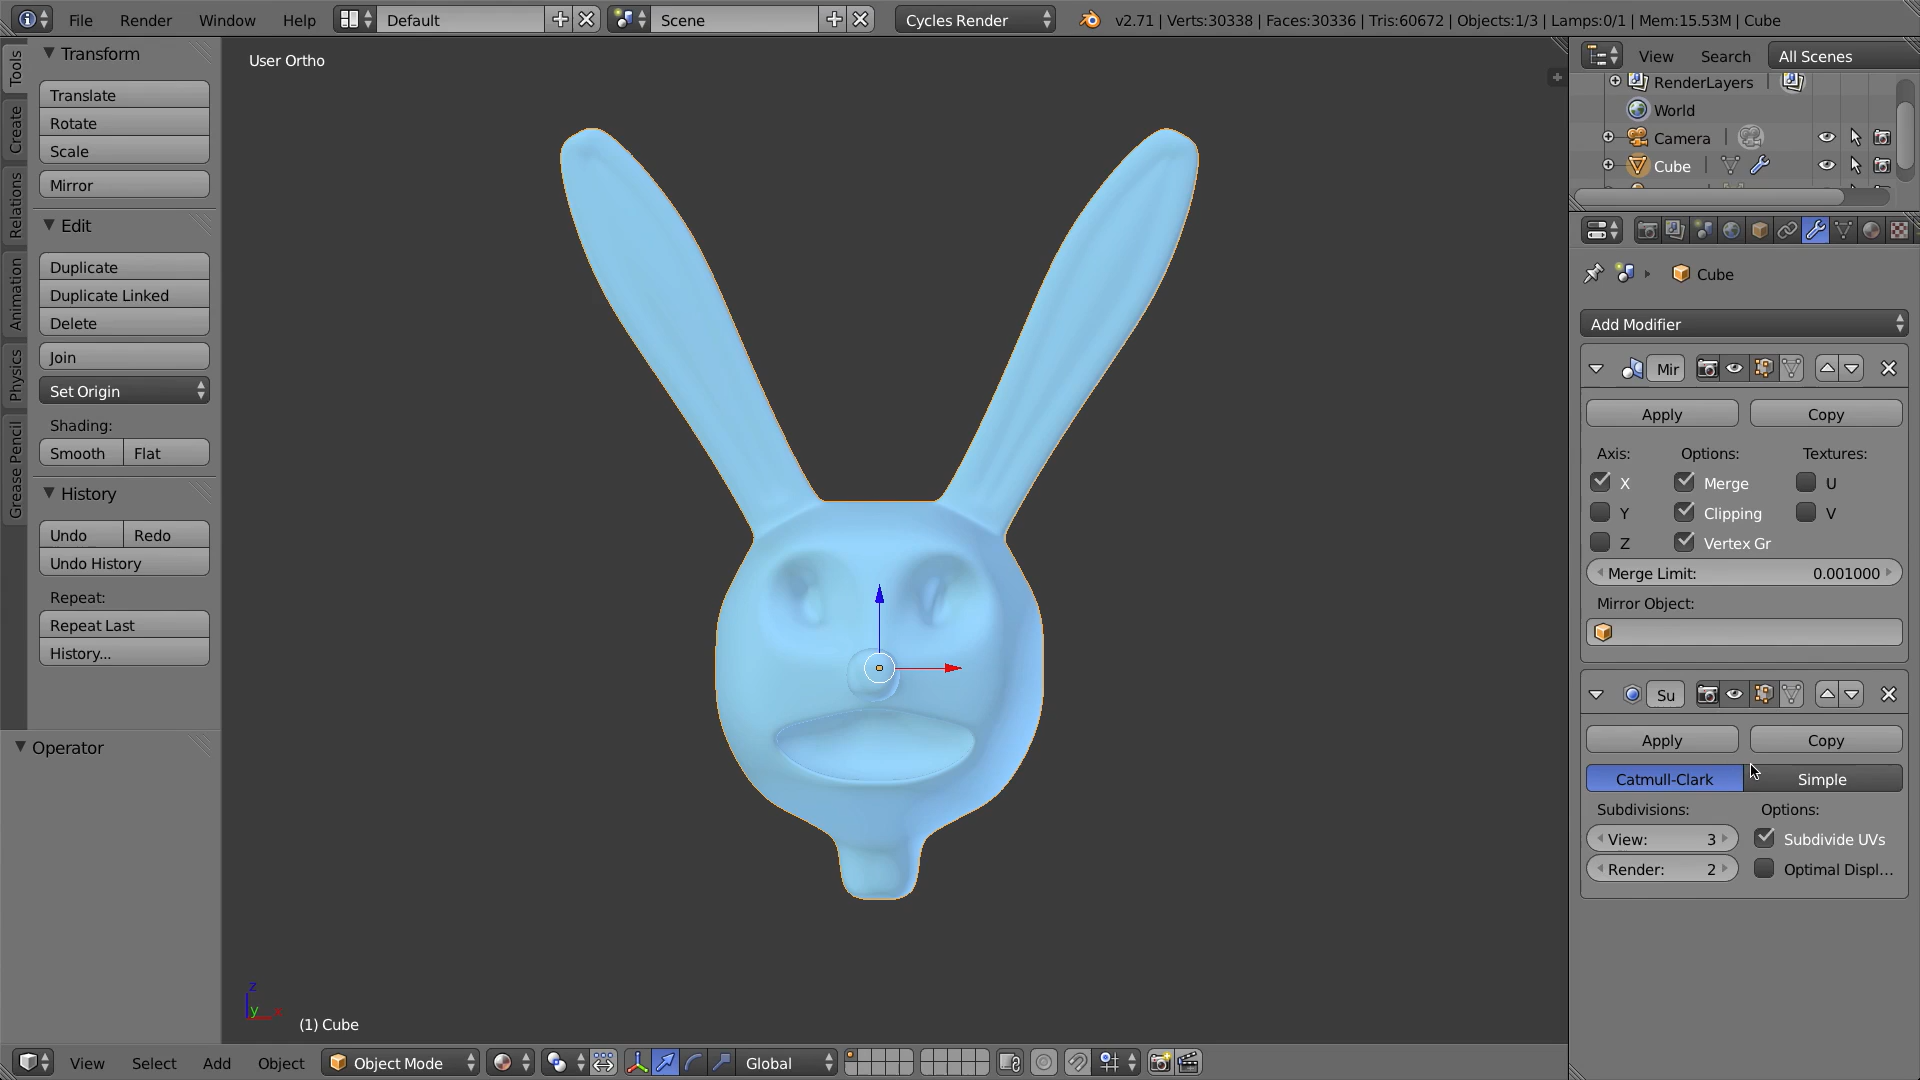 File Render Window Help Default Scene Cycles Render v2.71 | Verts:30338 | Faces:30336 | Tris:60672 | Objects:1/3 | Lamps:0/1 | Mem:15.53M | Cube
Tools
Create
Relations
Animation
Physics
Grease Pencil
Transform
Translate
Rotate
Scale
Mirror
Edit
Duplicate
Duplicate Linked
Delete
Join
Set Origin
Shading:
Smooth Flat
History
Undo Redo
Undo History
Repeat:
Repeat Last
History...
Operator
User Ortho
z
y x
(1) Cube
View Select Add Object Object Mode Global
View Search All Scenes
RenderLayers |
World
Camera |
Cube |
Cube
Add Modifier
Mir
Apply Copy
Axis: Options: Textures:
X Merge U
Y Clipping V
Z Vertex Gr
Merge Limit: 0.001000
Mirror Object:
Su
Apply Copy
Catmull-Clark Simple
Subdivisions: Options:
View: 3 Subdivide UVs
Render: 2 Optimal Displ...